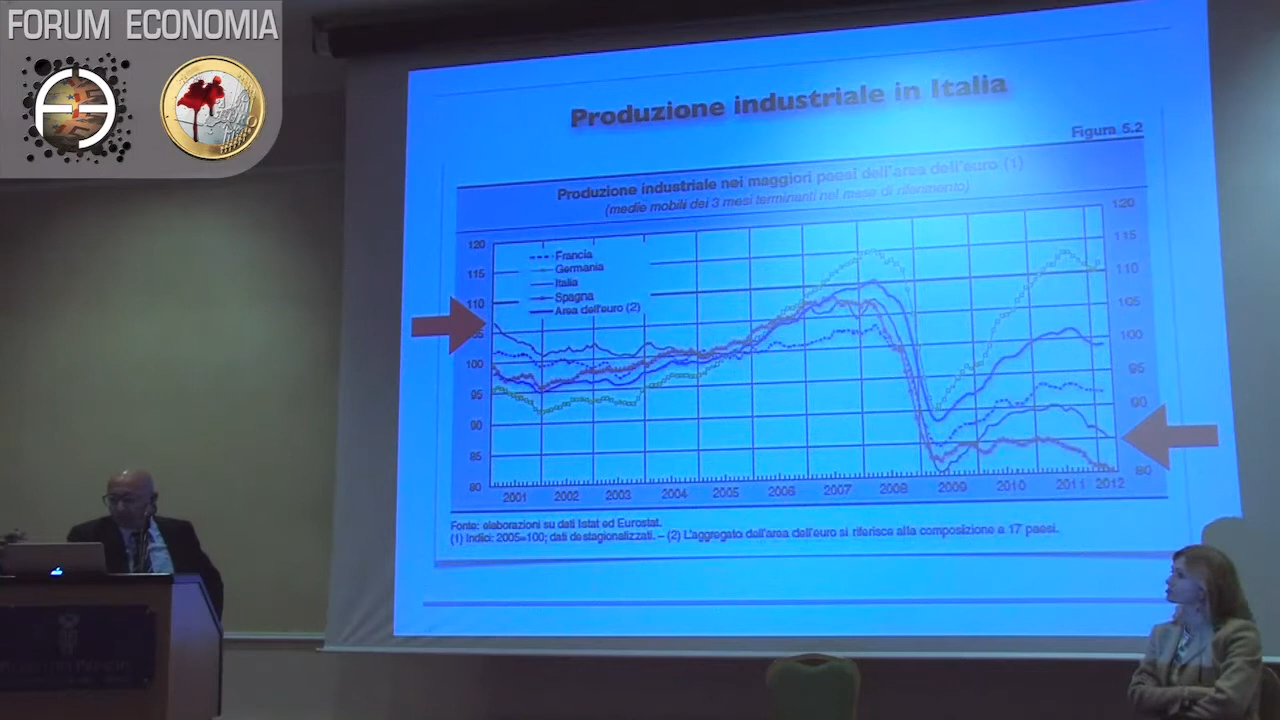 FORUM ECONOMIA
Produzione industriale in Italia
Figura 5.2
Produzione industriale nei maggiori paesi dell'area dell'euro (1)
(medie mobili dei 3 mesi terminanti nel mese di riferimento)
120
115
110
100
95
90
85
80
Francia
Germania
Italia
Spagna
Area dell'euro (2)
120
115
110
105
100
95
90
80
2001 2002 2003 2004 2005 2006 2007 2008 2009 2010 2011 2012
Fonte: elaborazioni su dati Istat ed Eurostat.
(1) Indici: 2005=100; dati destagionalizzati. – (2) L'aggregato dell'area dell'euro si riferisce alla composizione a 17 paesi.